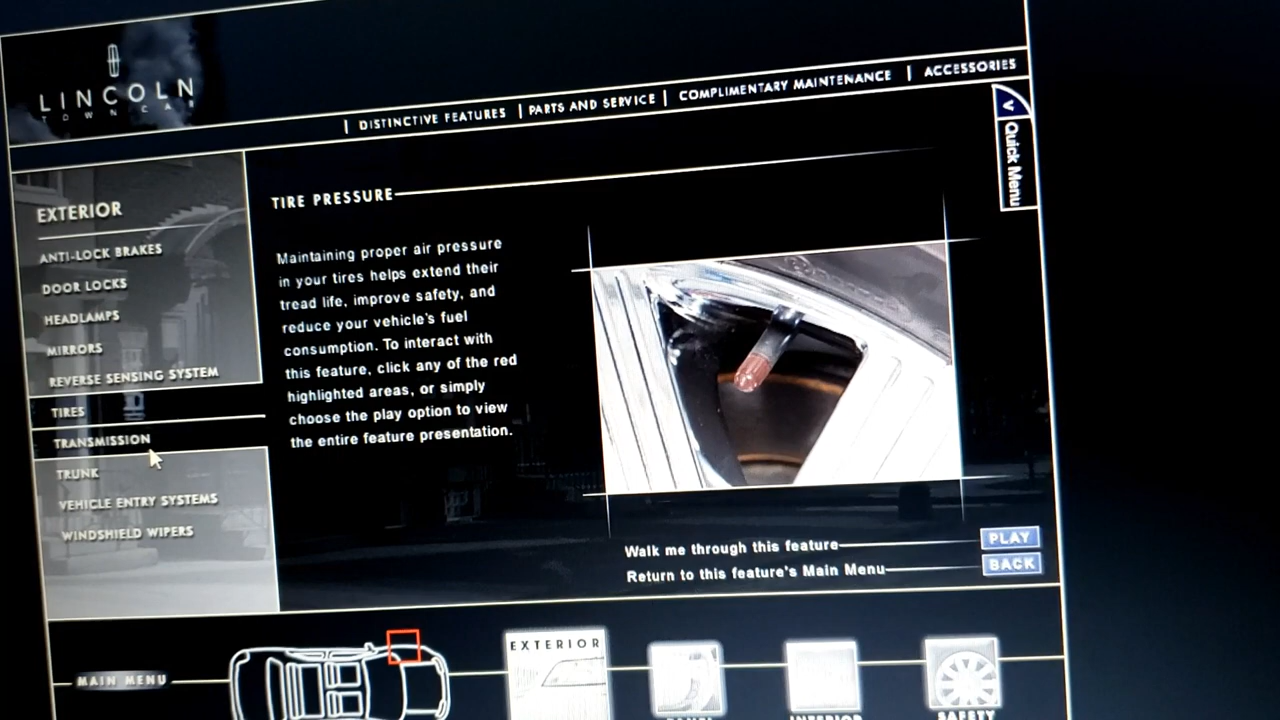 LINCOLN
TOWN CAR
| DISTINCTIVE FEATURES | PARTS AND SERVICE | COMPLIMENTARY MAINTENANCE | ACCESSORIES
< Quick Menu
EXTERIOR
ANTI-LOCK BRAKES
DOOR LOCKS
HEADLAMPS
MIRRORS
REVERSE SENSING SYSTEM
TIRES
TRANSMISSION
TRUNK
VEHICLE ENTRY SYSTEMS
WINDSHIELD WIPERS
TIRE PRESSURE
Maintaining proper air pressure
in your tires helps extend their
tread life, improve safety, and
reduce your vehicle's fuel
consumption. To interact with
this feature, click any of the red
highlighted areas, or simply
choose the play option to view
the entire feature presentation.
Walk me through this feature
PLAY
Return to this feature's Main Menu
BACK
MAIN MENU
EXTERIOR
PANEL
INTERIOR
SAFETY